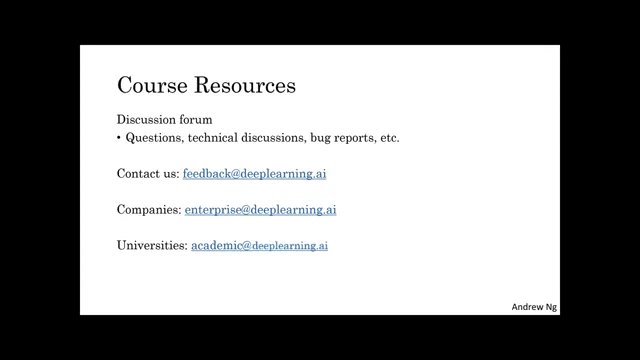 Course Resources
Discussion forum
• Questions, technical discussions, bug reports, etc.
Contact us: feedback@deeplearning.ai
Companies: enterprise@deeplearning.ai
Universities: academic@deeplearning.ai
Andrew Ng